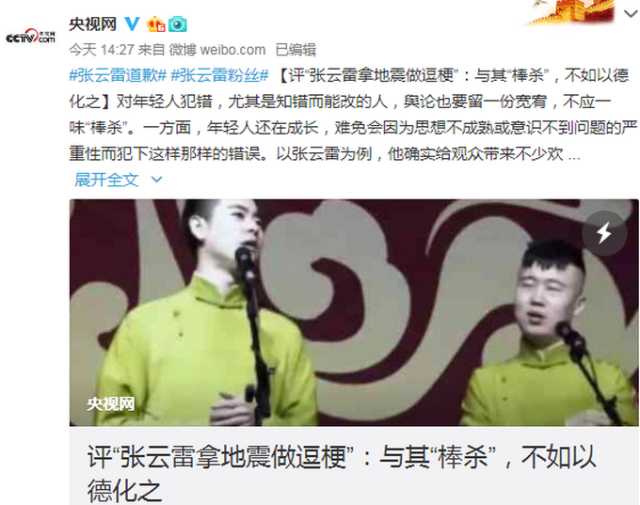 CCTV.com 央视网
今天 14:27 来自 微博 weibo.com 已编辑
#张云雷道歉# #张云雷粉丝# 【评“张云雷拿地震做逗梗”：与其“棒杀”，不如以德
化之】对年轻人犯错，尤其是知错而能改的人，舆论也要留一份宽宥，不应一
味“棒杀”。一方面，年轻人还在成长，难免会因为思想不成熟或意识不到问题的严
重性而犯下这样那样的错误。以张云雷为例，他确实给观众带来不少欢 ...
展开全文
央视网
评“张云雷拿地震做逗梗”：与其“棒杀”，不如以
德化之